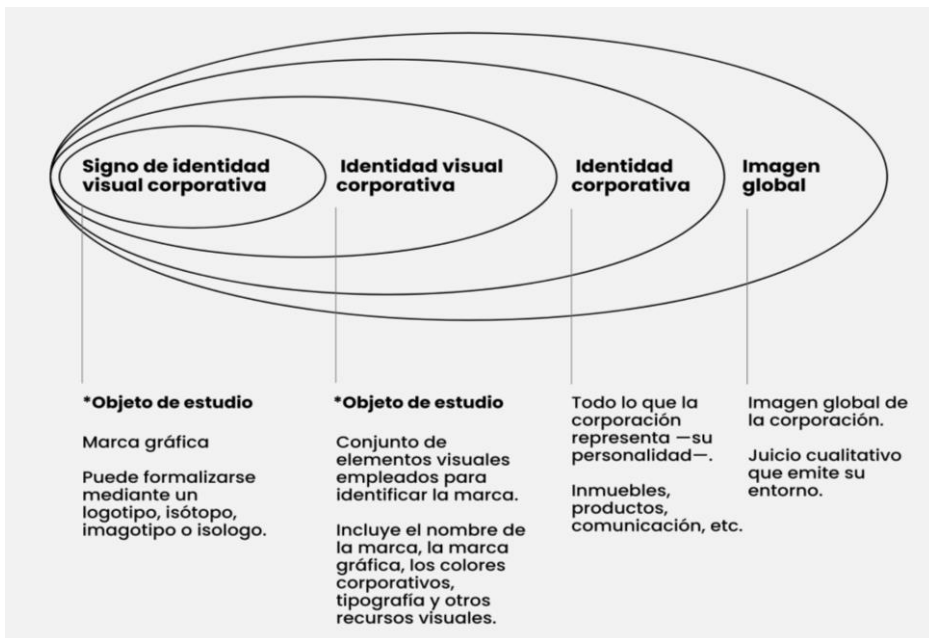 Signo de identidad
visual corporativa
Identidad visual
corporativa
Identidad
corporativa
Imagen
global
*Objeto de estudio
Marca gráfica
Puede formalizarse
mediante un
logotipo, isótopo,
imagotipo o isologo.
*Objeto de estudio
Conjunto de
elementos visuales
empleados para
identificar la marca.
Incluye el nombre de
la marca, la marca
gráfica, los colores
corporativos,
tipografía y otros
recursos visuales.
Todo lo que la
corporación
representa —su
personalidad—.
Inmuebles,
productos,
comunicación, etc.
Imagen global de
la corporación.
Juicio cualitativo
que emite su
entorno.